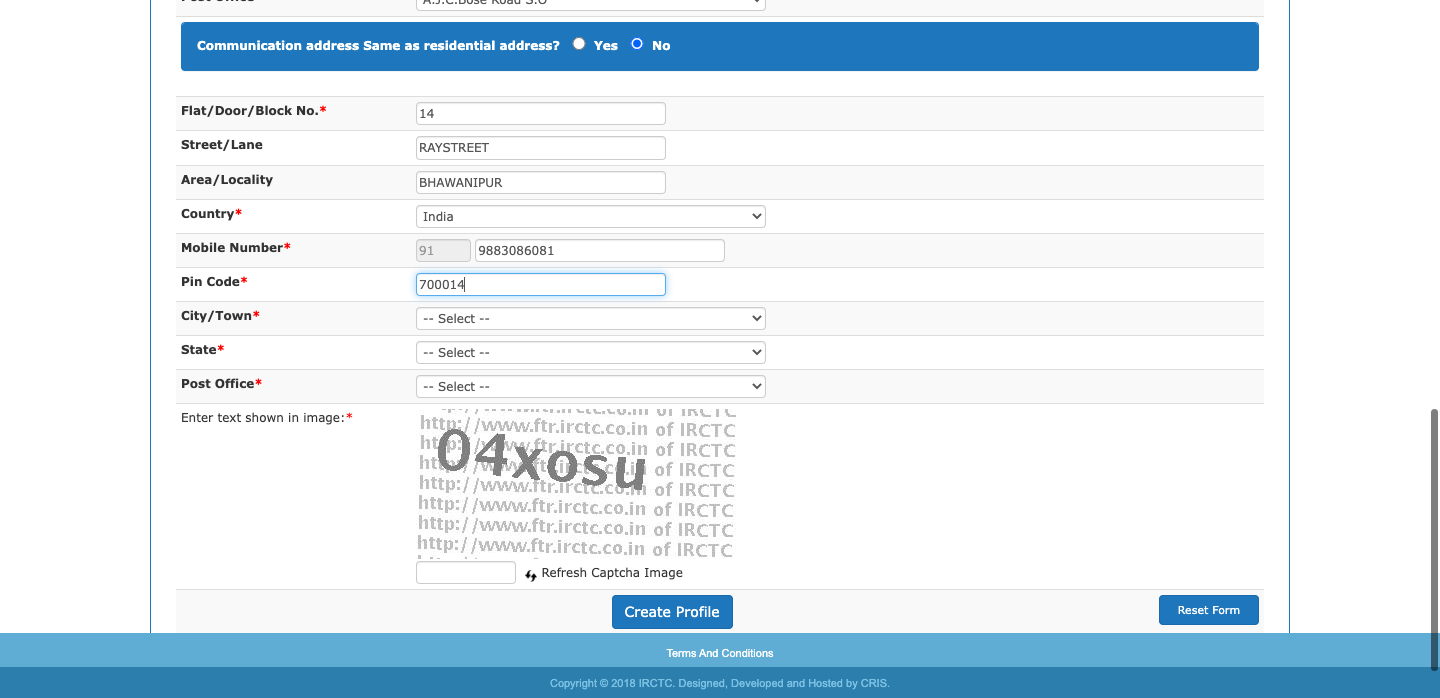 A.J.C.Bose Road S.O
Communication address Same as residential address? Yes No
Flat/Door/Block No.* 14
Street/Lane RAYSTREET
Area/Locality BHAWANIPUR
Country* India
Mobile Number* 91 9883086081
Pin Code* 700014
City/Town* -- Select --
State* -- Select --
Post Office* -- Select --
Enter text shown in image:*
http://www.ftr.irctc.co.in of IRCTC
http://www.ftr.irctc.co.in of IRCTC
http://www.ftr.irctc.co.in of IRCTC
04xosu
http://www.ftr.irctc.co.in of IRCTC
http://www.ftr.irctc.co.in of IRCTC
http://www.ftr.irctc.co.in of IRCTC
http://www.ftr.irctc.co.in of IRCTC
Refresh Captcha Image
Create Profile Reset Form
Terms And Conditions
Copyright © 2018 IRCTC. Designed, Developed and Hosted by CRIS.